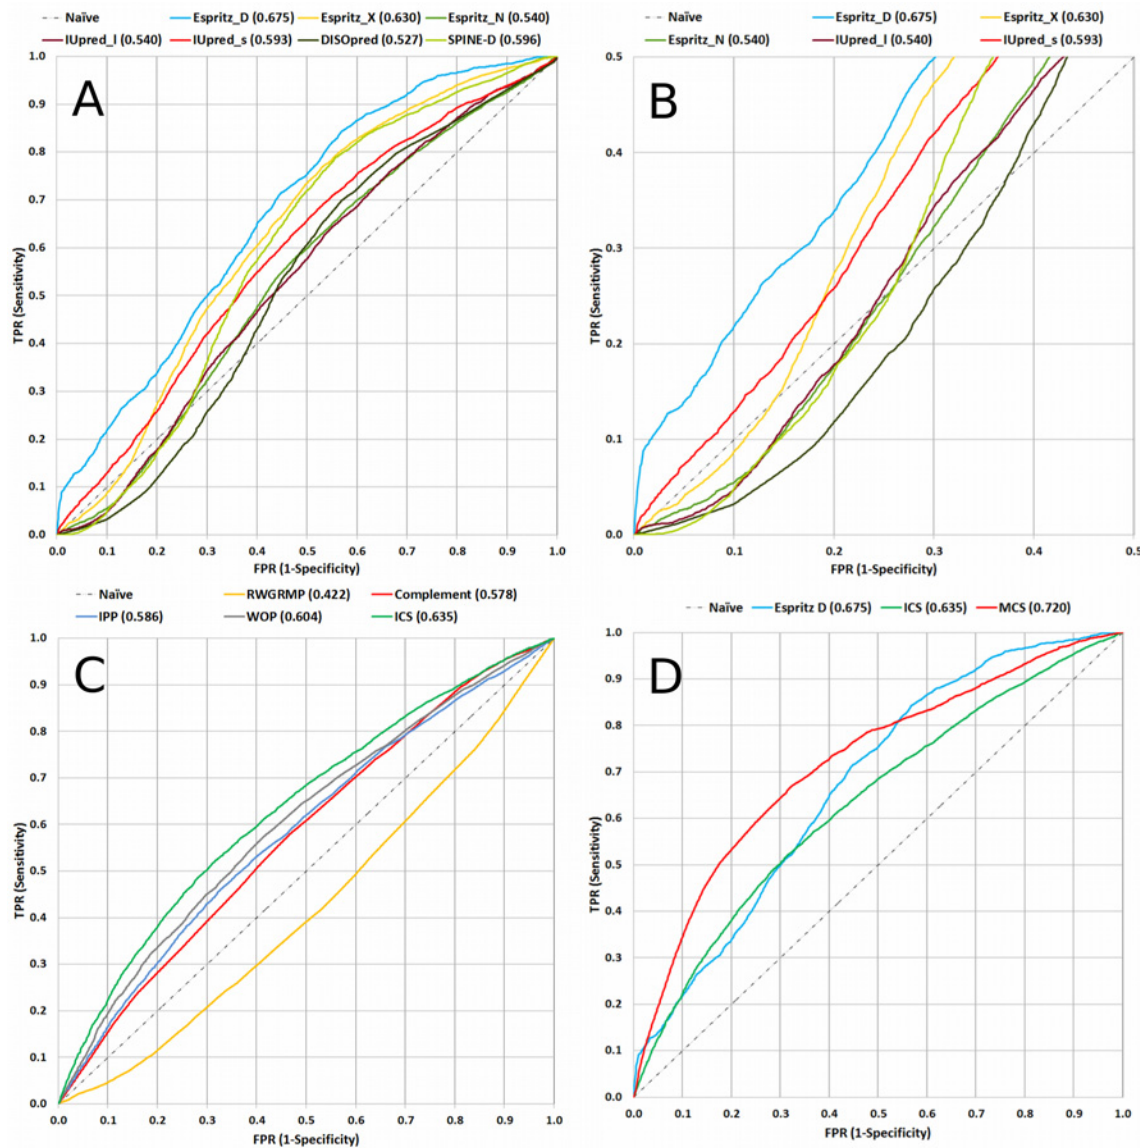 Naïve Espritz_D (0.675) Espritz_X (0.630) Espritz_N (0.540)
IUpred_l (0.540) IUpred_s (0.593) DISOpred (0.527) SPINE-D (0.596)
A
TPR (Sensitivity)
1.0
0.9
0.8
0.7
0.6
0.5
0.4
0.3
0.2
0.1
0.0
0.0 0.1 0.2 0.3 0.4 0.5 0.6 0.7 0.8 0.9 1.0
FPR (1-Specificity)
Naïve Espritz_D (0.675) Espritz_X (0.630)
Espritz_N (0.540) IUpred_l (0.540) IUpred_s (0.593)
B
TPR (Sensitivity)
0.5
0.4
0.3
0.2
0.1
0.0
0.0 0.1 0.2 0.3 0.4 0.5
FPR (1-Specificity)
Naïve RWGRMP (0.422) Complement (0.578)
IPP (0.586) WOP (0.604) ICS (0.635)
C
TPR (Sensitivity)
1.0
0.9
0.8
0.7
0.6
0.5
0.4
0.3
0.2
0.1
0.0
0.0 0.1 0.2 0.3 0.4 0.5 0.6 0.7 0.8 0.9 1.0
FPR (1-Specificity)
Naïve Espritz D (0.675) ICS (0.635) MCS (0.720)
D
TPR (Sensitivity)
1.0
0.9
0.8
0.7
0.6
0.5
0.4
0.3
0.2
0.1
0.0
0.0 0.1 0.2 0.3 0.4 0.5 0.6 0.7 0.8 0.9 1.0
FPR (1-Specificity)